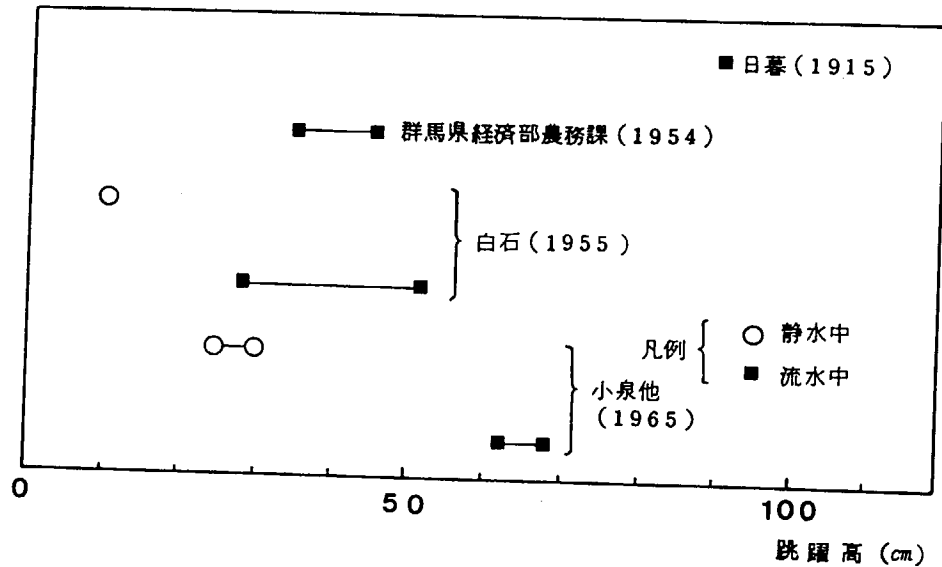 日暮(1915)
群馬県経済部農務課(1954)
白石(1955)
凡例
静水中
流水中
小泉他
(1965)
0
50
100
跳躍高(cm)